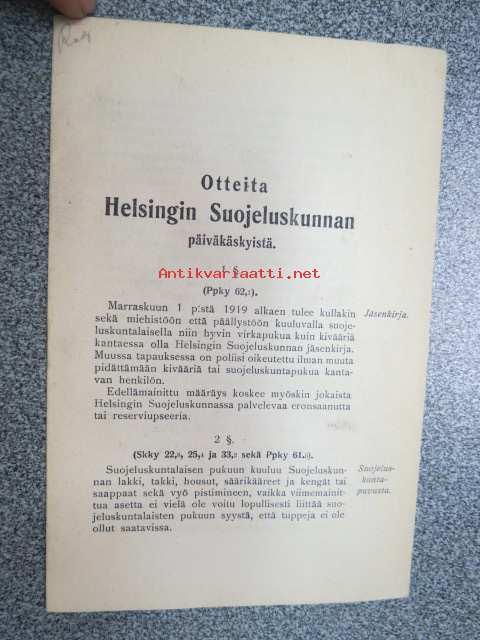 Otteita
Helsingin Suojeluskunnan
päiväkäskyistä.
Antikvariaatti.net
1 §.
(Ppky 62,₁).
Marraskuun 1 p:stä 1919 alkaen tulee kullakin
sekä miehistöön että päällystöön kuuluvalla suoje-
luskuntalaisella niin hyvin virkapukua kuin kivääriä
kantaessa olla Helsingin Suojeluskunnan jäsenkirja.
Muussa tapauksessa on poliisi oikeutettu ilman muuta
pidättämään kivääriä tai suojeluskuntapukua kanta-
van henkilön.
Jäsenkirja.
Edellämainittu määräys koskee myöskin jokaista
Helsingin Suojeluskunnassa palvelevaa eronsaanutta
tai reserviupseeria.
2 §.
(Skky 22,₈, 25,₄ ja 33,₂ sekä Ppky 61.₅).
Suojeluskuntalaisen pukuun kuuluu Suojeluskun-
nan lakki, takki, housut, säärikääreet ja kengät tai
saappaat sekä vyö pistimineen, vaikka viimemainit-
tua asetta ei vielä ole voitu lopullisesti liittää suo-
jeluskuntalaisten pukuun syystä, että tuppeja ei ole
ollut saatavissa.
Suojelus-
kunta-
puvusta.